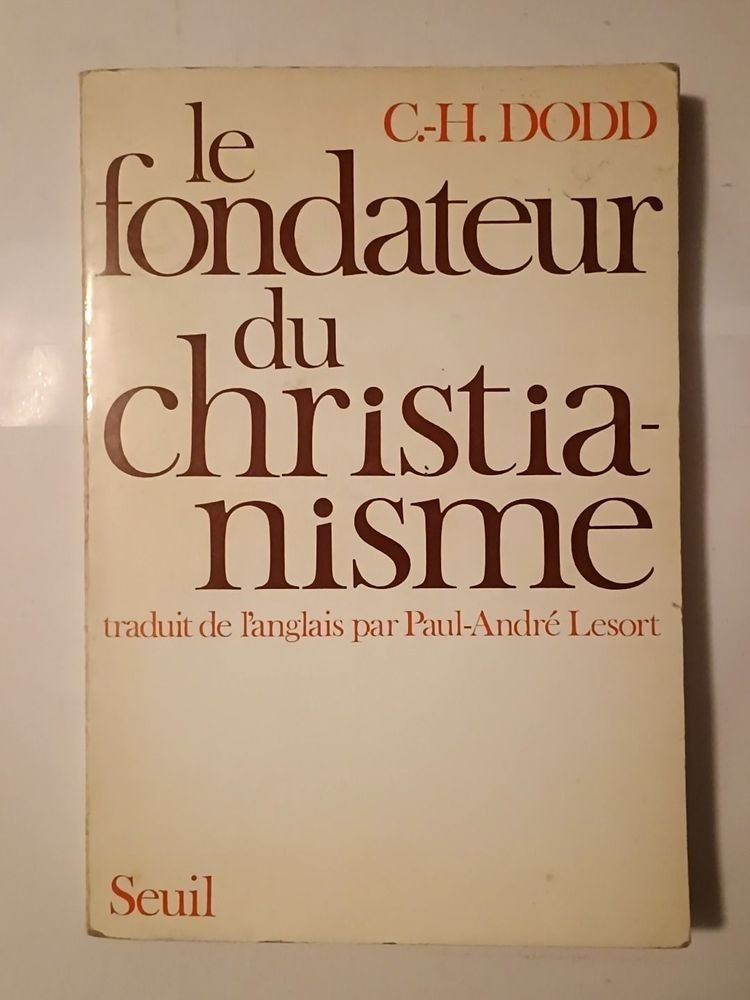 C.-H. DODD
le
fondateur
du
christia-
nisme
traduit de l'anglais par Paul-André Lesort
Seuil